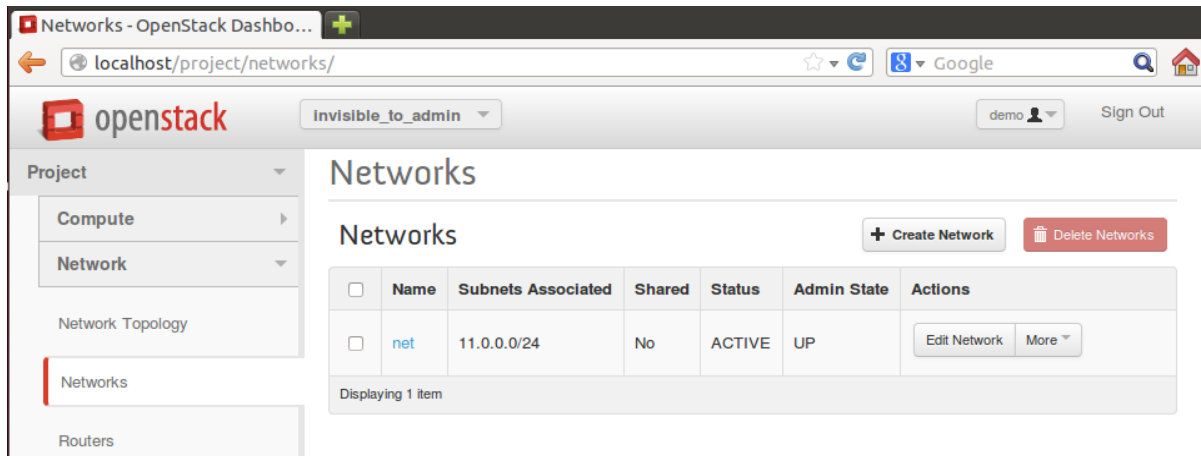 Networks - OpenStack Dashbo...
localhost/project/networks/
8 Google
openstack
invisible_to_admin
demo
Sign Out
Project
Compute
Network
Network Topology
Networks
Routers
Networks
Networks
Create Network
Delete Networks
Name Subnets Associated Shared Status Admin State Actions
net 11.0.0.0/24 No ACTIVE UP Edit Network More
Displaying 1 item